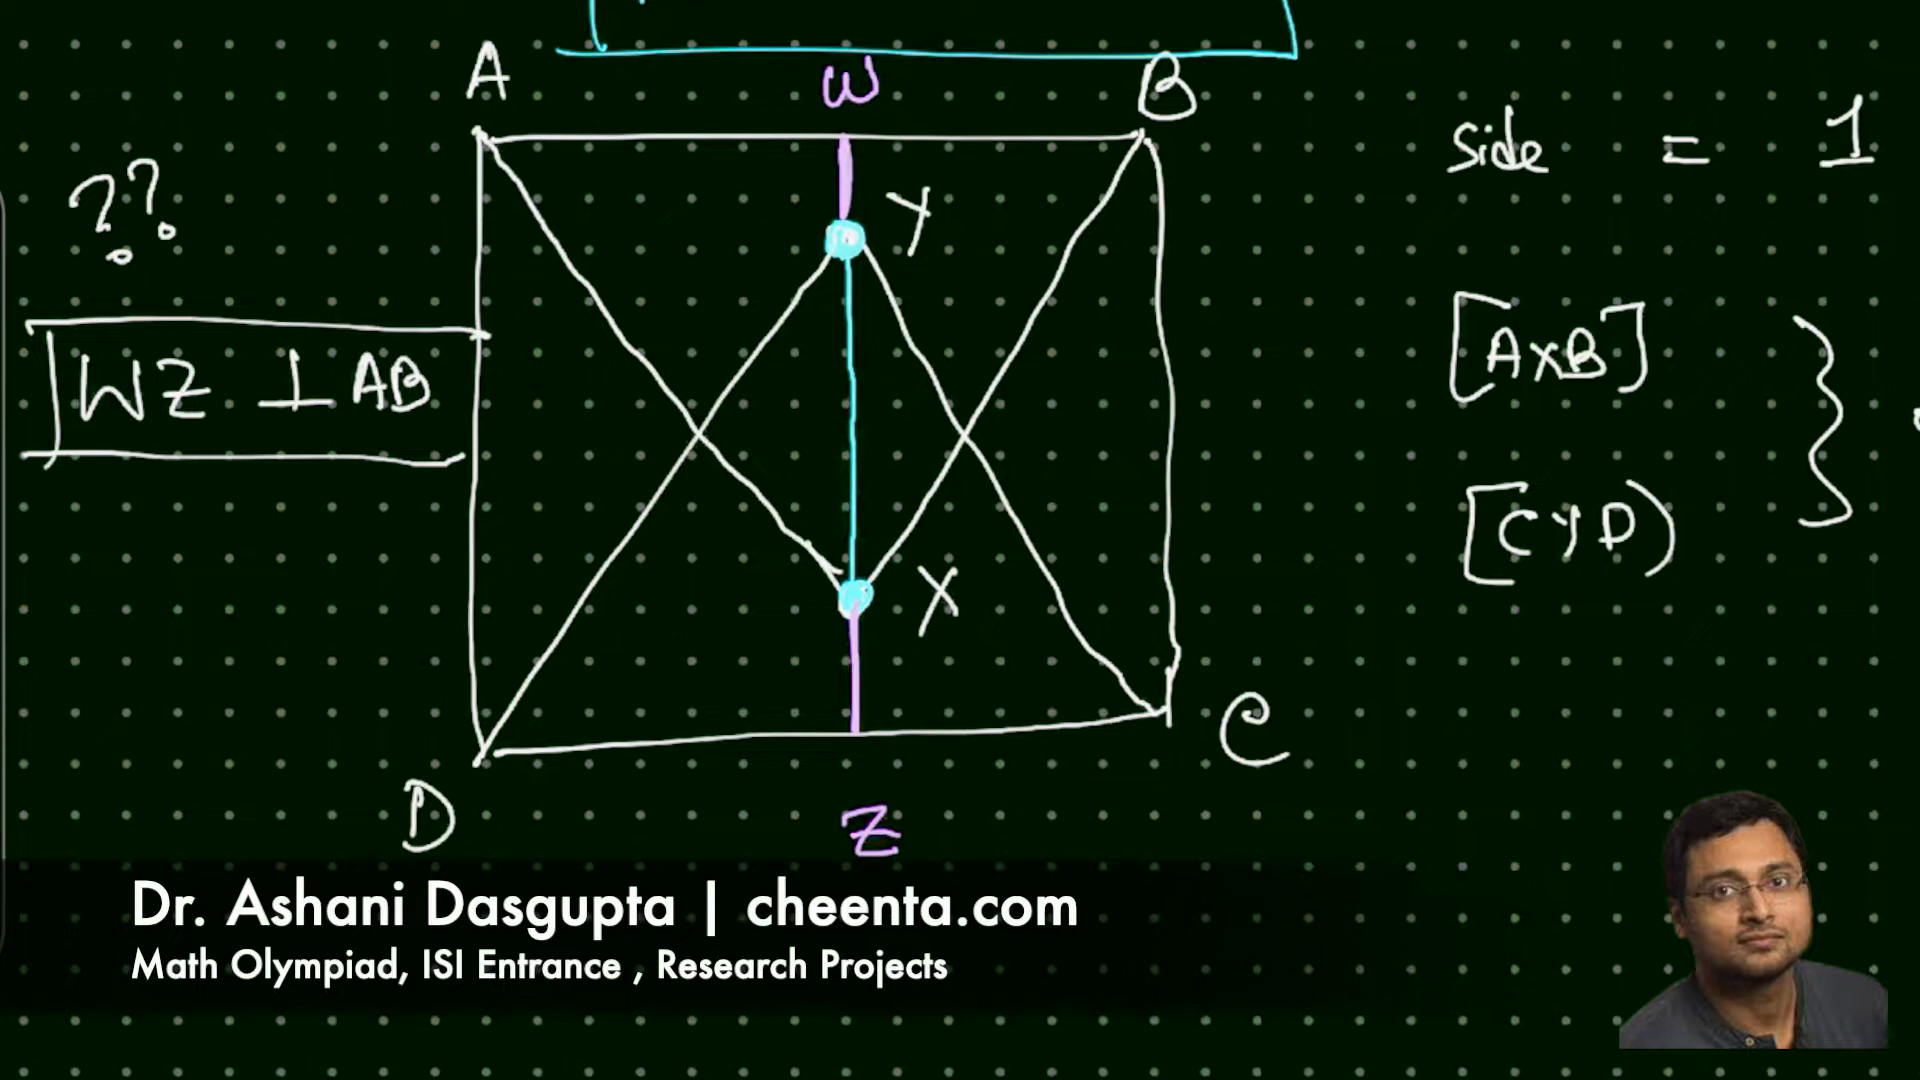 A
W
B
side = 1
Y
??
[AXB]
WZ ⊥ AB
[CYD)
X
C
D
Z
Dr. Ashani Dasgupta | cheenta.com
Math Olympiad, ISI Entrance , Research Projects